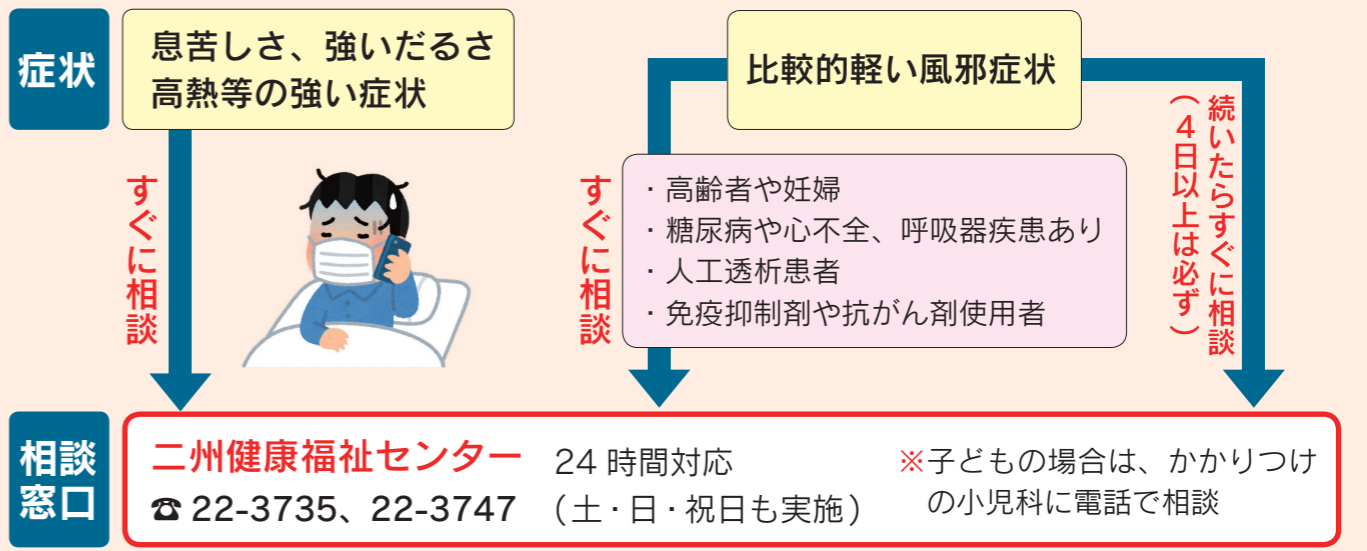 症状
息苦しさ、強いだるさ
高熱等の強い症状
すぐに相談
比較的軽い風邪症状
すぐに相談
・高齢者や妊婦
・糖尿病や心不全、呼吸器疾患あり
・人工透析患者
・免疫抑制剤や抗がん剤使用者
続いたらすぐに相談
(4日以上は必ず)
相談
窓口
二州健康福祉センター
☎ 22-3735、22-3747
24 時間対応
(土・日・祝日も実施)
※子どもの場合は、かかりつけ
の小児科に電話で相談